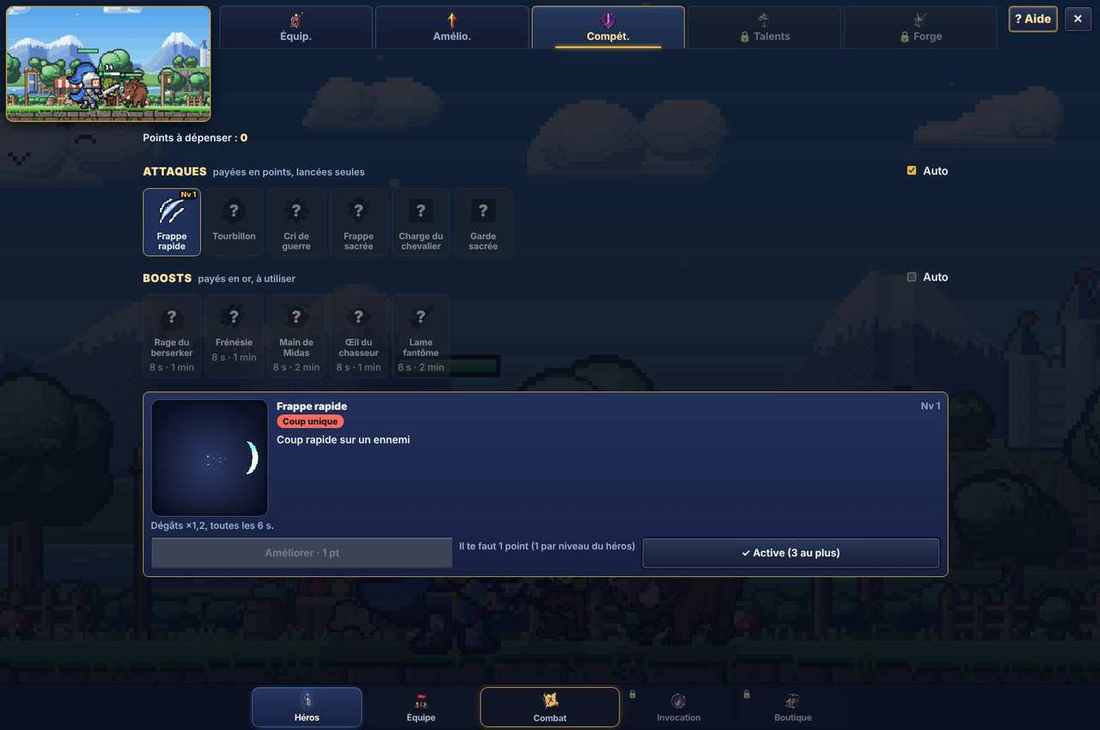 Équip.
Amélio.
Compét.
Talents
Forge
? Aide
✕
34
Points à dépenser : 0
ATTAQUES payées en points, lancées seules
Auto
Nv 1
Frappe rapide
?
Tourbillon
?
Cri de guerre
?
Frappe sacrée
?
Charge du chevalier
?
Garde sacrée
BOOSTS payés en or, à utiliser
Auto
?
Rage du berserker
8 s · 1 min
?
Frénésie
8 s · 1 min
?
Main de Midas
8 s · 2 min
?
Œil du chasseur
8 s · 1 min
?
Lame fantôme
6 s · 2 min
Frappe rapide
Nv 1
Coup unique
Coup rapide sur un ennemi
Dégâts ×1,2, toutes les 6 s.
Améliorer · 1 pt
Il te faut 1 point (1 par niveau du héros)
✓ Active (3 au plus)
Héros
Équipe
Combat
Invocation
Boutique